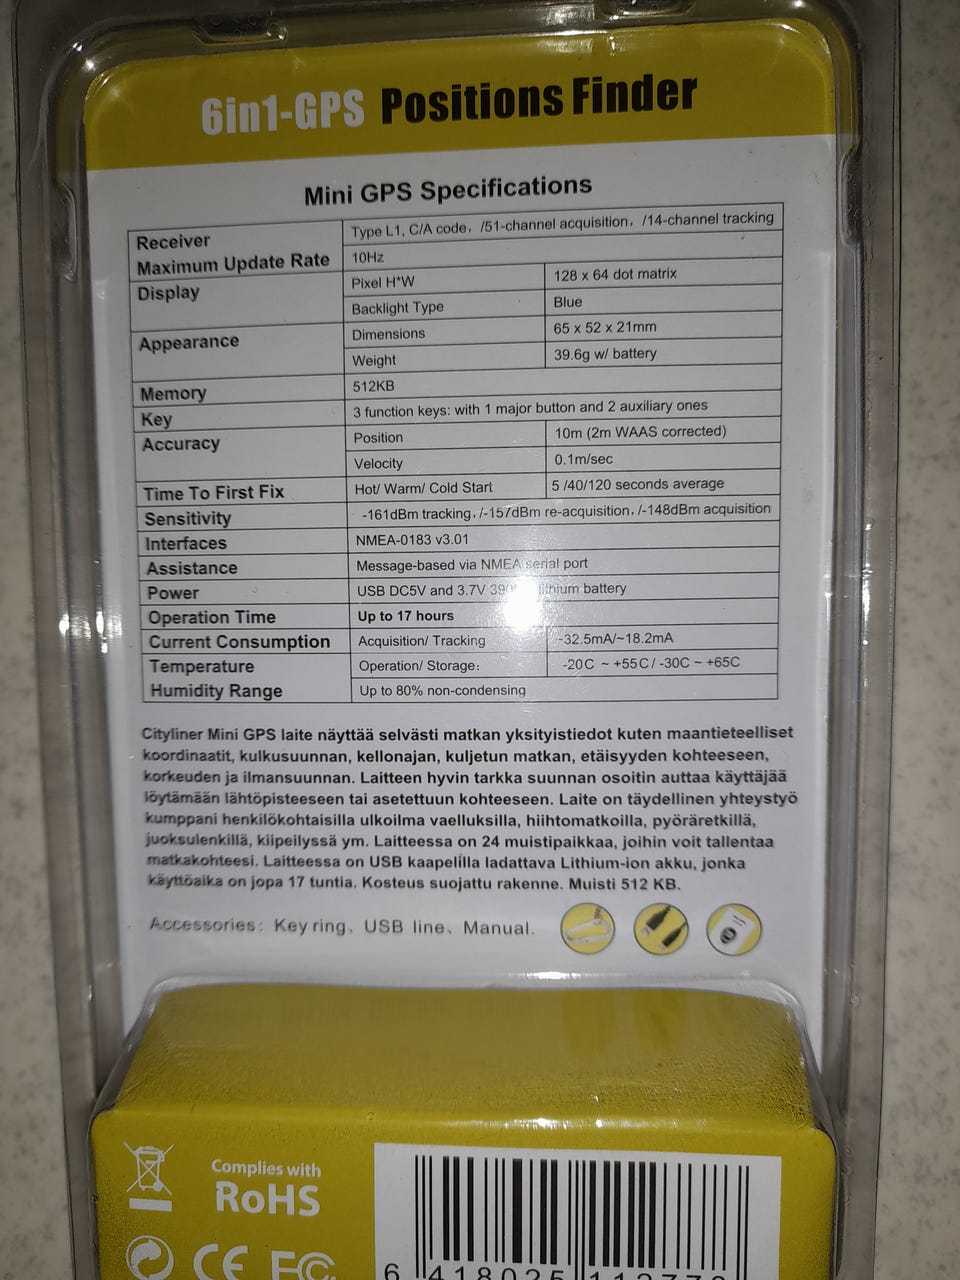 6in1-GPS Positions Finder
Mini GPS Specifications
Receiver Type L1, C/A code, /51-channel acquisition, /14-channel tracking
Maximum Update Rate 10Hz
Display Pixel H*W 128 x 64 dot matrix
Backlight Type Blue
Appearance Dimensions 65 x 52 x 21mm
Weight 39.6g w/ battery
Memory 512KB
Key 3 function keys: with 1 major button and 2 auxiliary ones
Accuracy Position 10m (2m WAAS corrected)
Velocity 0.1m/sec
Time To First Fix Hot/ Warm/ Cold Start 5 /40/120 seconds average
Sensitivity -161dBm tracking, /-157dBm re-acquisition, /-148dBm acquisition
Interfaces NMEA-0183 v3.01
Assistance Message-based via NMEA serial port
Power USB DC5V and 3.7V lithium battery
Operation Time Up to 17 hours
Current Consumption Acquisition/ Tracking ~32.5mA/~18.2mA
Temperature Operation/ Storage: -20C ~ +55C / -30C ~ +65C
Humidity Range Up to 80% non-condensing
Cityliner Mini GPS laite näyttää selvästi matkan yksityistiedot kuten maantieteelliset
koordinaatit, kulkusuunnan, kellonajan, kuljetun matkan, etäisyyden kohteeseen,
korkeuden ja ilmansuunnan. Laitteen hyvin tarkka suunnan osoitin auttaa käyttäjää
löytämään lähtöpisteeseen tai asetettuun kohteeseen. Laite on täydellinen yhteystyö
kumppani henkilökohtaisilla ulkoilma vaelluksilla, hiihtomatkoilla, pyöräretkillä,
juoksulenkillä, kiipeilyssä ym. Laitteessa on 24 muistipaikkaa, joihin voit tallentaa
matkakohteesi. Laitteessa on USB kaapelilla ladattava Lithium-ion akku, jonka
käyttöaika on jopa 17 tuntia. Kosteus suojattu rakenne. Muisti 512 KB.
Accessories: Key ring、USB line、Manual.
Complies with
RoHS
CE FC
6 418025 112770